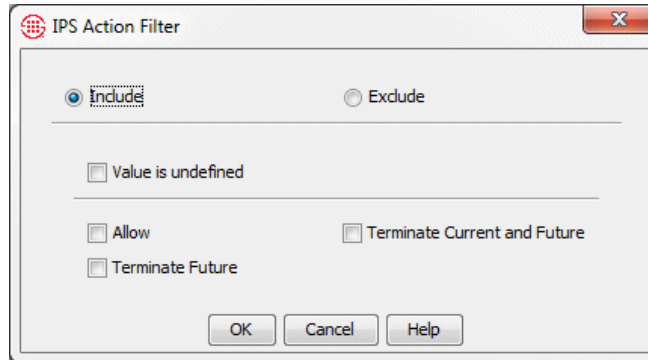 IPS Action Filter
Include Exclude
Value is undefined
Allow Terminate Current and Future
Terminate Future
OK Cancel Help